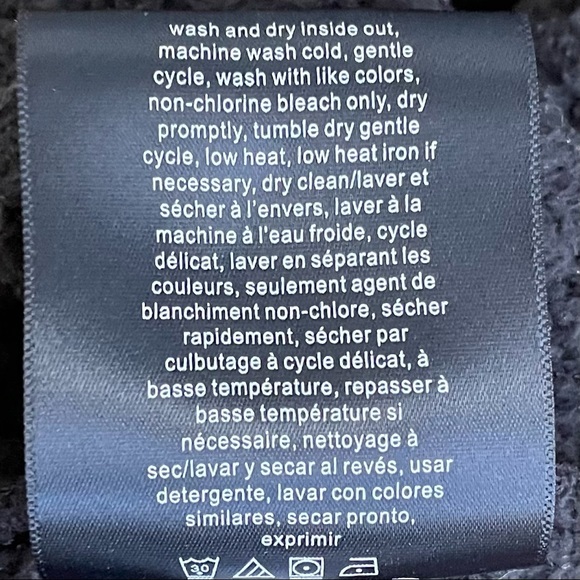 wash and dry inside out,
machine wash cold, gentle
cycle, wash with like colors,
non-chlorine bleach only, dry
promptly, tumble dry gentle
cycle, low heat, low heat iron if
necessary, dry clean/laver et
sécher à l'envers, laver à la
machine à l'eau froide, cycle
délicat, laver en séparant les
couleurs, seulement agent de
blanchiment non-chlore, sécher
rapidement, sécher par
culbutage à cycle délicat, à
basse température, repasser à
basse température si
nécessaire, nettoyage à
sec/lavar y secar al revés, usar
detergente, lavar con colores
similares, secar pronto,
exprimir
30